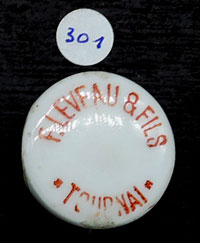 301
F. LEVEAU & FILS
* TOURNAI *